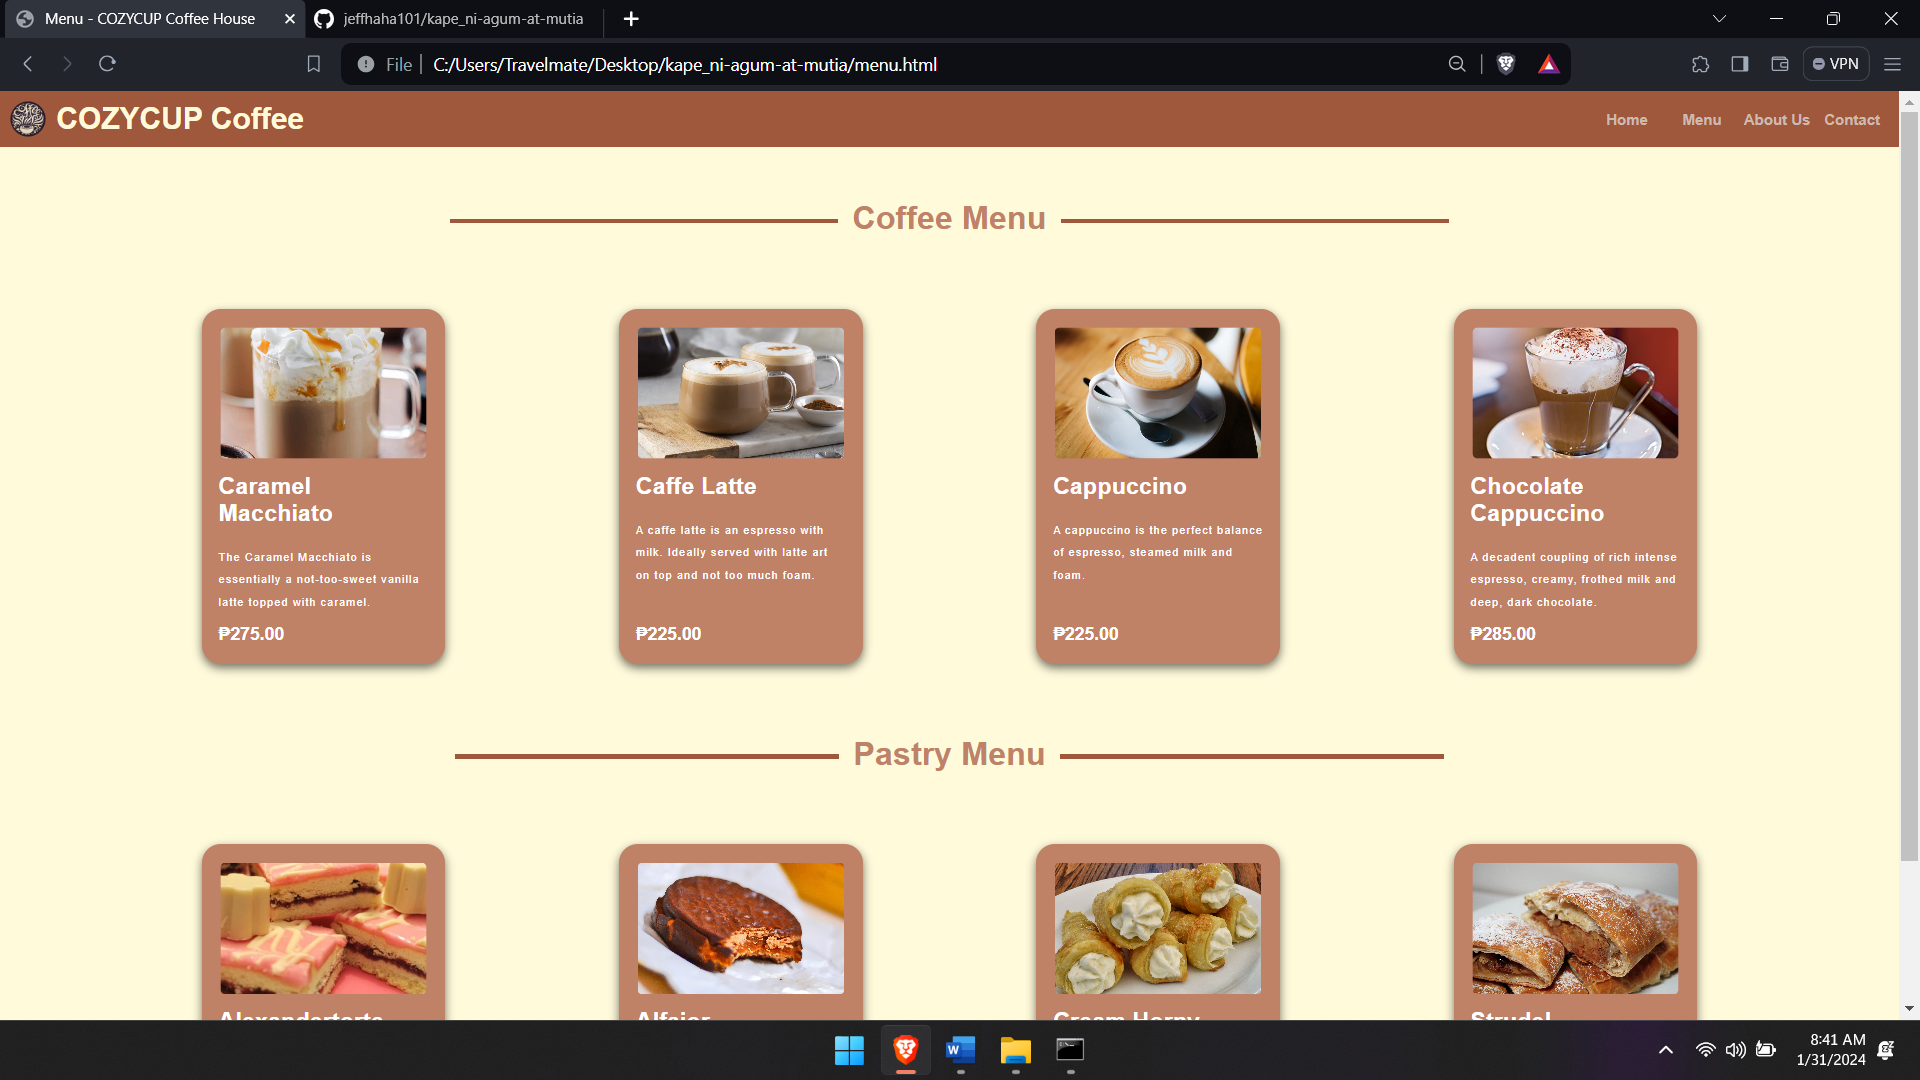 Menu - COZYCUP Coffee House
jeffhaha101/kape_ni-agum-at-mutia
File
C:/Users/Travelmate/Desktop/kape_ni-agum-at-mutia/menu.html
VPN
COZYCUP Coffee
Home
Menu
About Us
Contact
Coffee Menu
Caramel
Macchiato
The Caramel Macchiato is
essentially a not-too-sweet vanilla
latte topped with caramel.
₱275.00
Caffe Latte
A caffe latte is an espresso with
milk. Ideally served with latte art
on top and not too much foam.
₱225.00
Cappuccino
A cappuccino is the perfect balance
of espresso, steamed milk and
foam.
₱225.00
Chocolate
Cappuccino
A decadent coupling of rich intense
espresso, creamy, frothed milk and
deep, dark chocolate.
₱285.00
Pastry Menu
Alfajor
Strudel
8:41 AM
1/31/2024